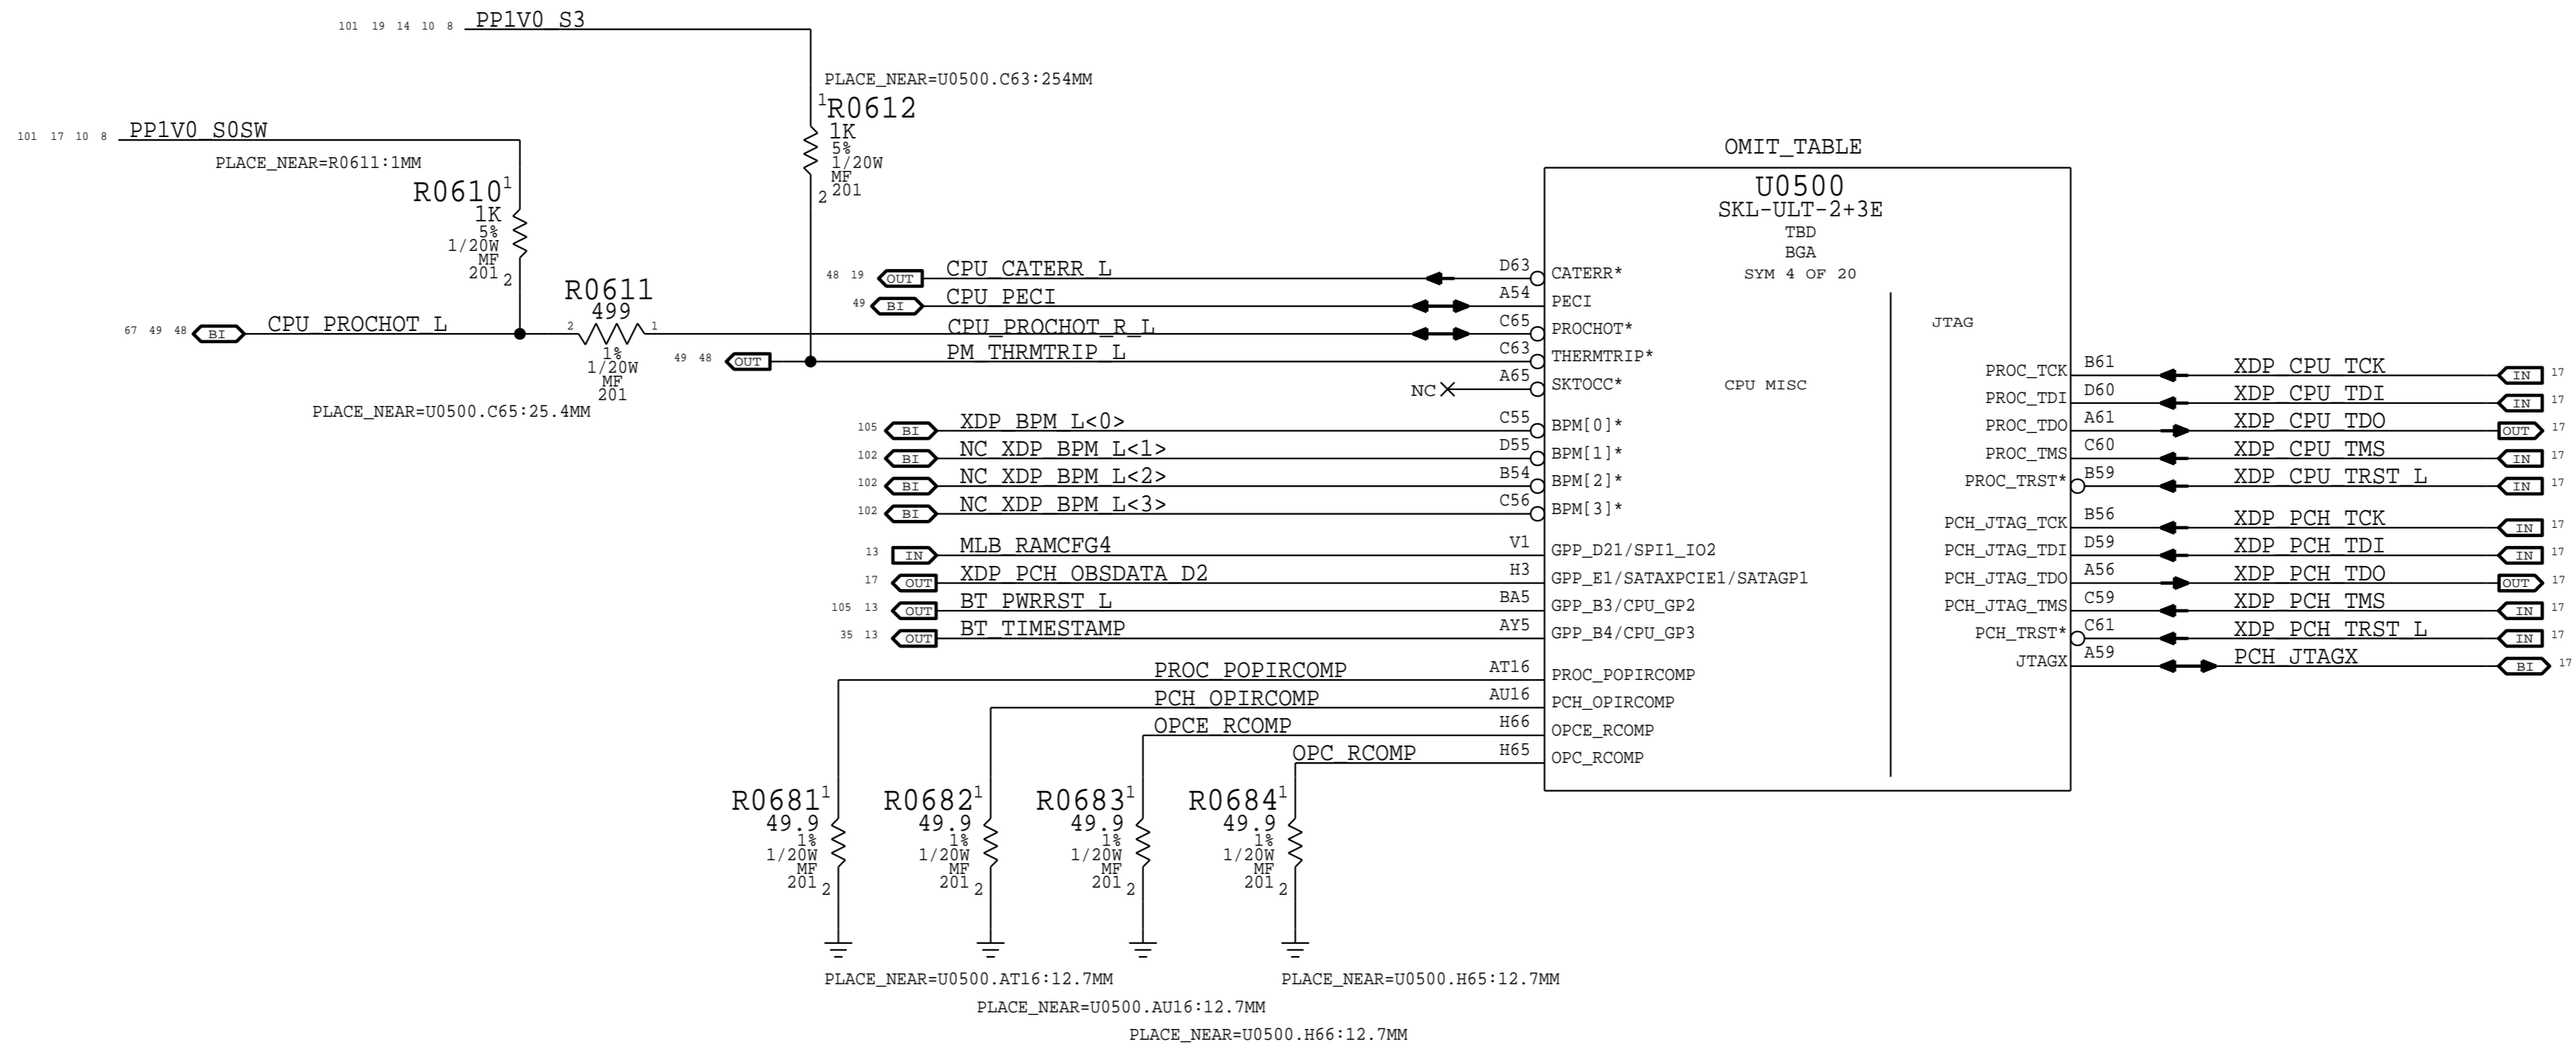 101 19 14 10 8 PP1V0_S3
PLACE_NEAR=U0500.C63:254MM
1
R0612
1K
5%
1/20W
MF
201
2
101 17 10 8 PP1V0_S0SW
PLACE_NEAR=R0611:1MM
R0610
1
1K
5%
1/20W
MF
201
2
67 49 48 BI CPU_PROCHOT_L
R0611
499
2 1
1%
1/20W
MF
201
PLACE_NEAR=U0500.C65:25.4MM
OMIT_TABLE
U0500
SKL-ULT-2+3E
TBD
BGA
SYM 4 OF 20
JTAG
CPU MISC
48 19 OUT CPU_CATERR_L D63 CATERR*
49 BI CPU_PECI A54 PECI
CPU_PROCHOT_R_L C65 PROCHOT*
49 48 OUT PM_THRMTRIP_L C63 THERMTRIP*
NC A65 SKTOCC*
105 BI XDP_BPM_L<0> C55 BPM[0]*
102 BI NC_XDP_BPM_L<1> D55 BPM[1]*
102 BI NC_XDP_BPM_L<2> B54 BPM[2]*
102 BI NC_XDP_BPM_L<3> C56 BPM[3]*
13 IN MLB_RAMCFG4 V1 GPP_D21/SPI1_IO2
17 OUT XDP_PCH_OBSDATA_D2 H3 GPP_E1/SATAXPCIE1/SATAGP1
105 13 OUT BT_PWRRST_L BA5 GPP_B3/CPU_GP2
35 13 OUT BT_TIMESTAMP AY5 GPP_B4/CPU_GP3
PROC_POPIRCOMP AT16 PROC_POPIRCOMP
PCH_OPIRCOMP AU16 PCH_OPIRCOMP
OPCE_RCOMP H66 OPCE_RCOMP
OPC_RCOMP H65 OPC_RCOMP
PROC_TCK B61 XDP_CPU_TCK IN 17
PROC_TDI D60 XDP_CPU_TDI IN 17
PROC_TDO A61 XDP_CPU_TDO OUT 17
PROC_TMS C60 XDP_CPU_TMS IN 17
PROC_TRST* B59 XDP_CPU_TRST_L IN 17
PCH_JTAG_TCK B56 XDP_PCH_TCK IN 17
PCH_JTAG_TDI D59 XDP_PCH_TDI IN 17
PCH_JTAG_TDO A56 XDP_PCH_TDO OUT 17
PCH_JTAG_TMS C59 XDP_PCH_TMS IN 17
PCH_TRST* C61 XDP_PCH_TRST_L IN 17
JTAGX A59 PCH_JTAGX BI 17
R0681
1
49.9
1%
1/20W
MF
201
2
R0682
1
49.9
1%
1/20W
MF
201
2
R0683
1
49.9
1%
1/20W
MF
201
2
R0684
1
49.9
1%
1/20W
MF
201
2
PLACE_NEAR=U0500.AT16:12.7MM
PLACE_NEAR=U0500.H65:12.7MM
PLACE_NEAR=U0500.AU16:12.7MM
PLACE_NEAR=U0500.H66:12.7MM